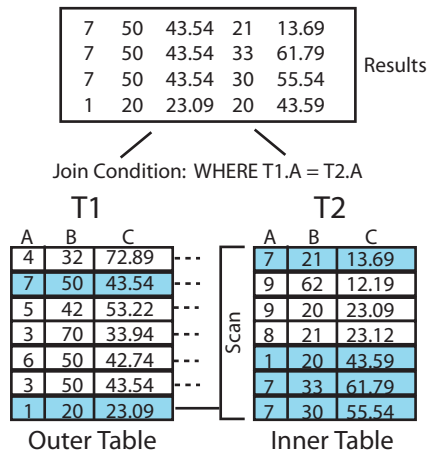 7 50 43.54 21 13.69
7 50 43.54 33 61.79
7 50 43.54 30 55.54
1 20 23.09 20 43.59
Results
Join Condition: WHERE T1.A = T2.A
T1
A B C
4 32 72.89
7 50 43.54
5 42 53.22
3 70 33.94
6 50 42.74
3 50 43.54
1 20 23.09
Outer Table
Scan
T2
A B C
7 21 13.69
9 62 12.19
9 20 23.09
8 21 23.12
1 20 43.59
7 33 61.79
7 30 55.54
Inner Table